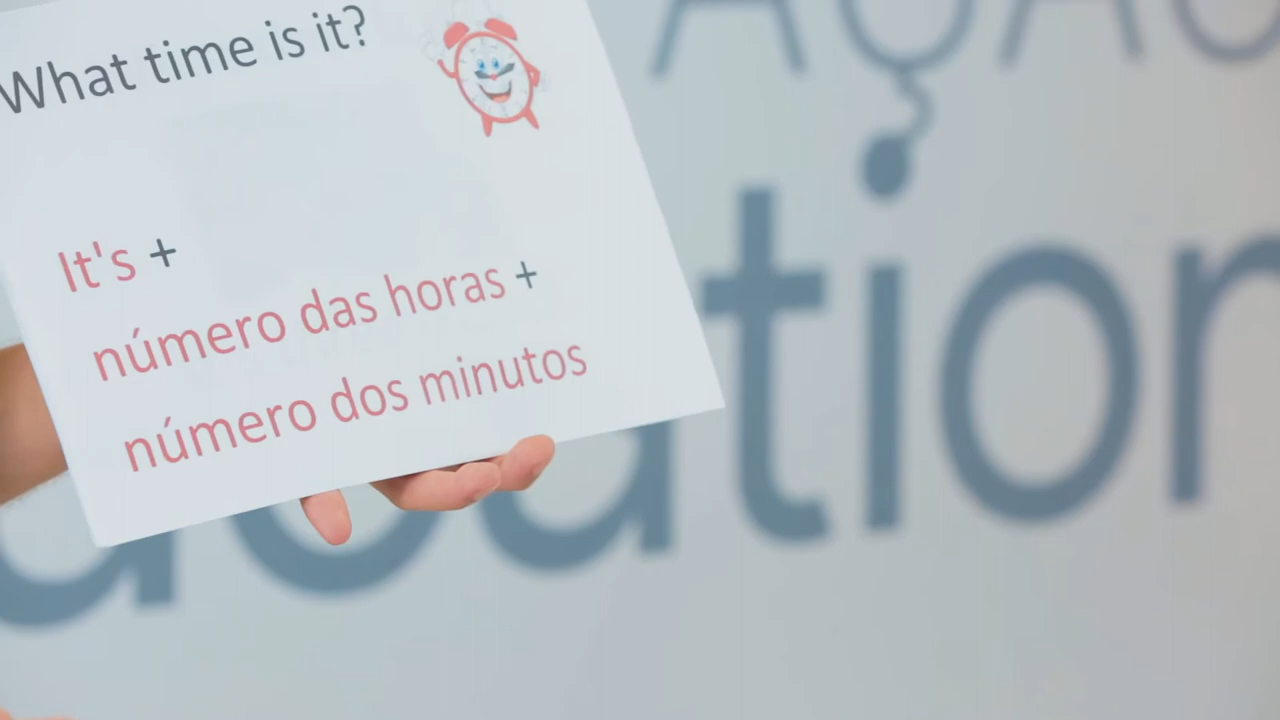 What time is it?
It's +
número das horas +
número dos minutos